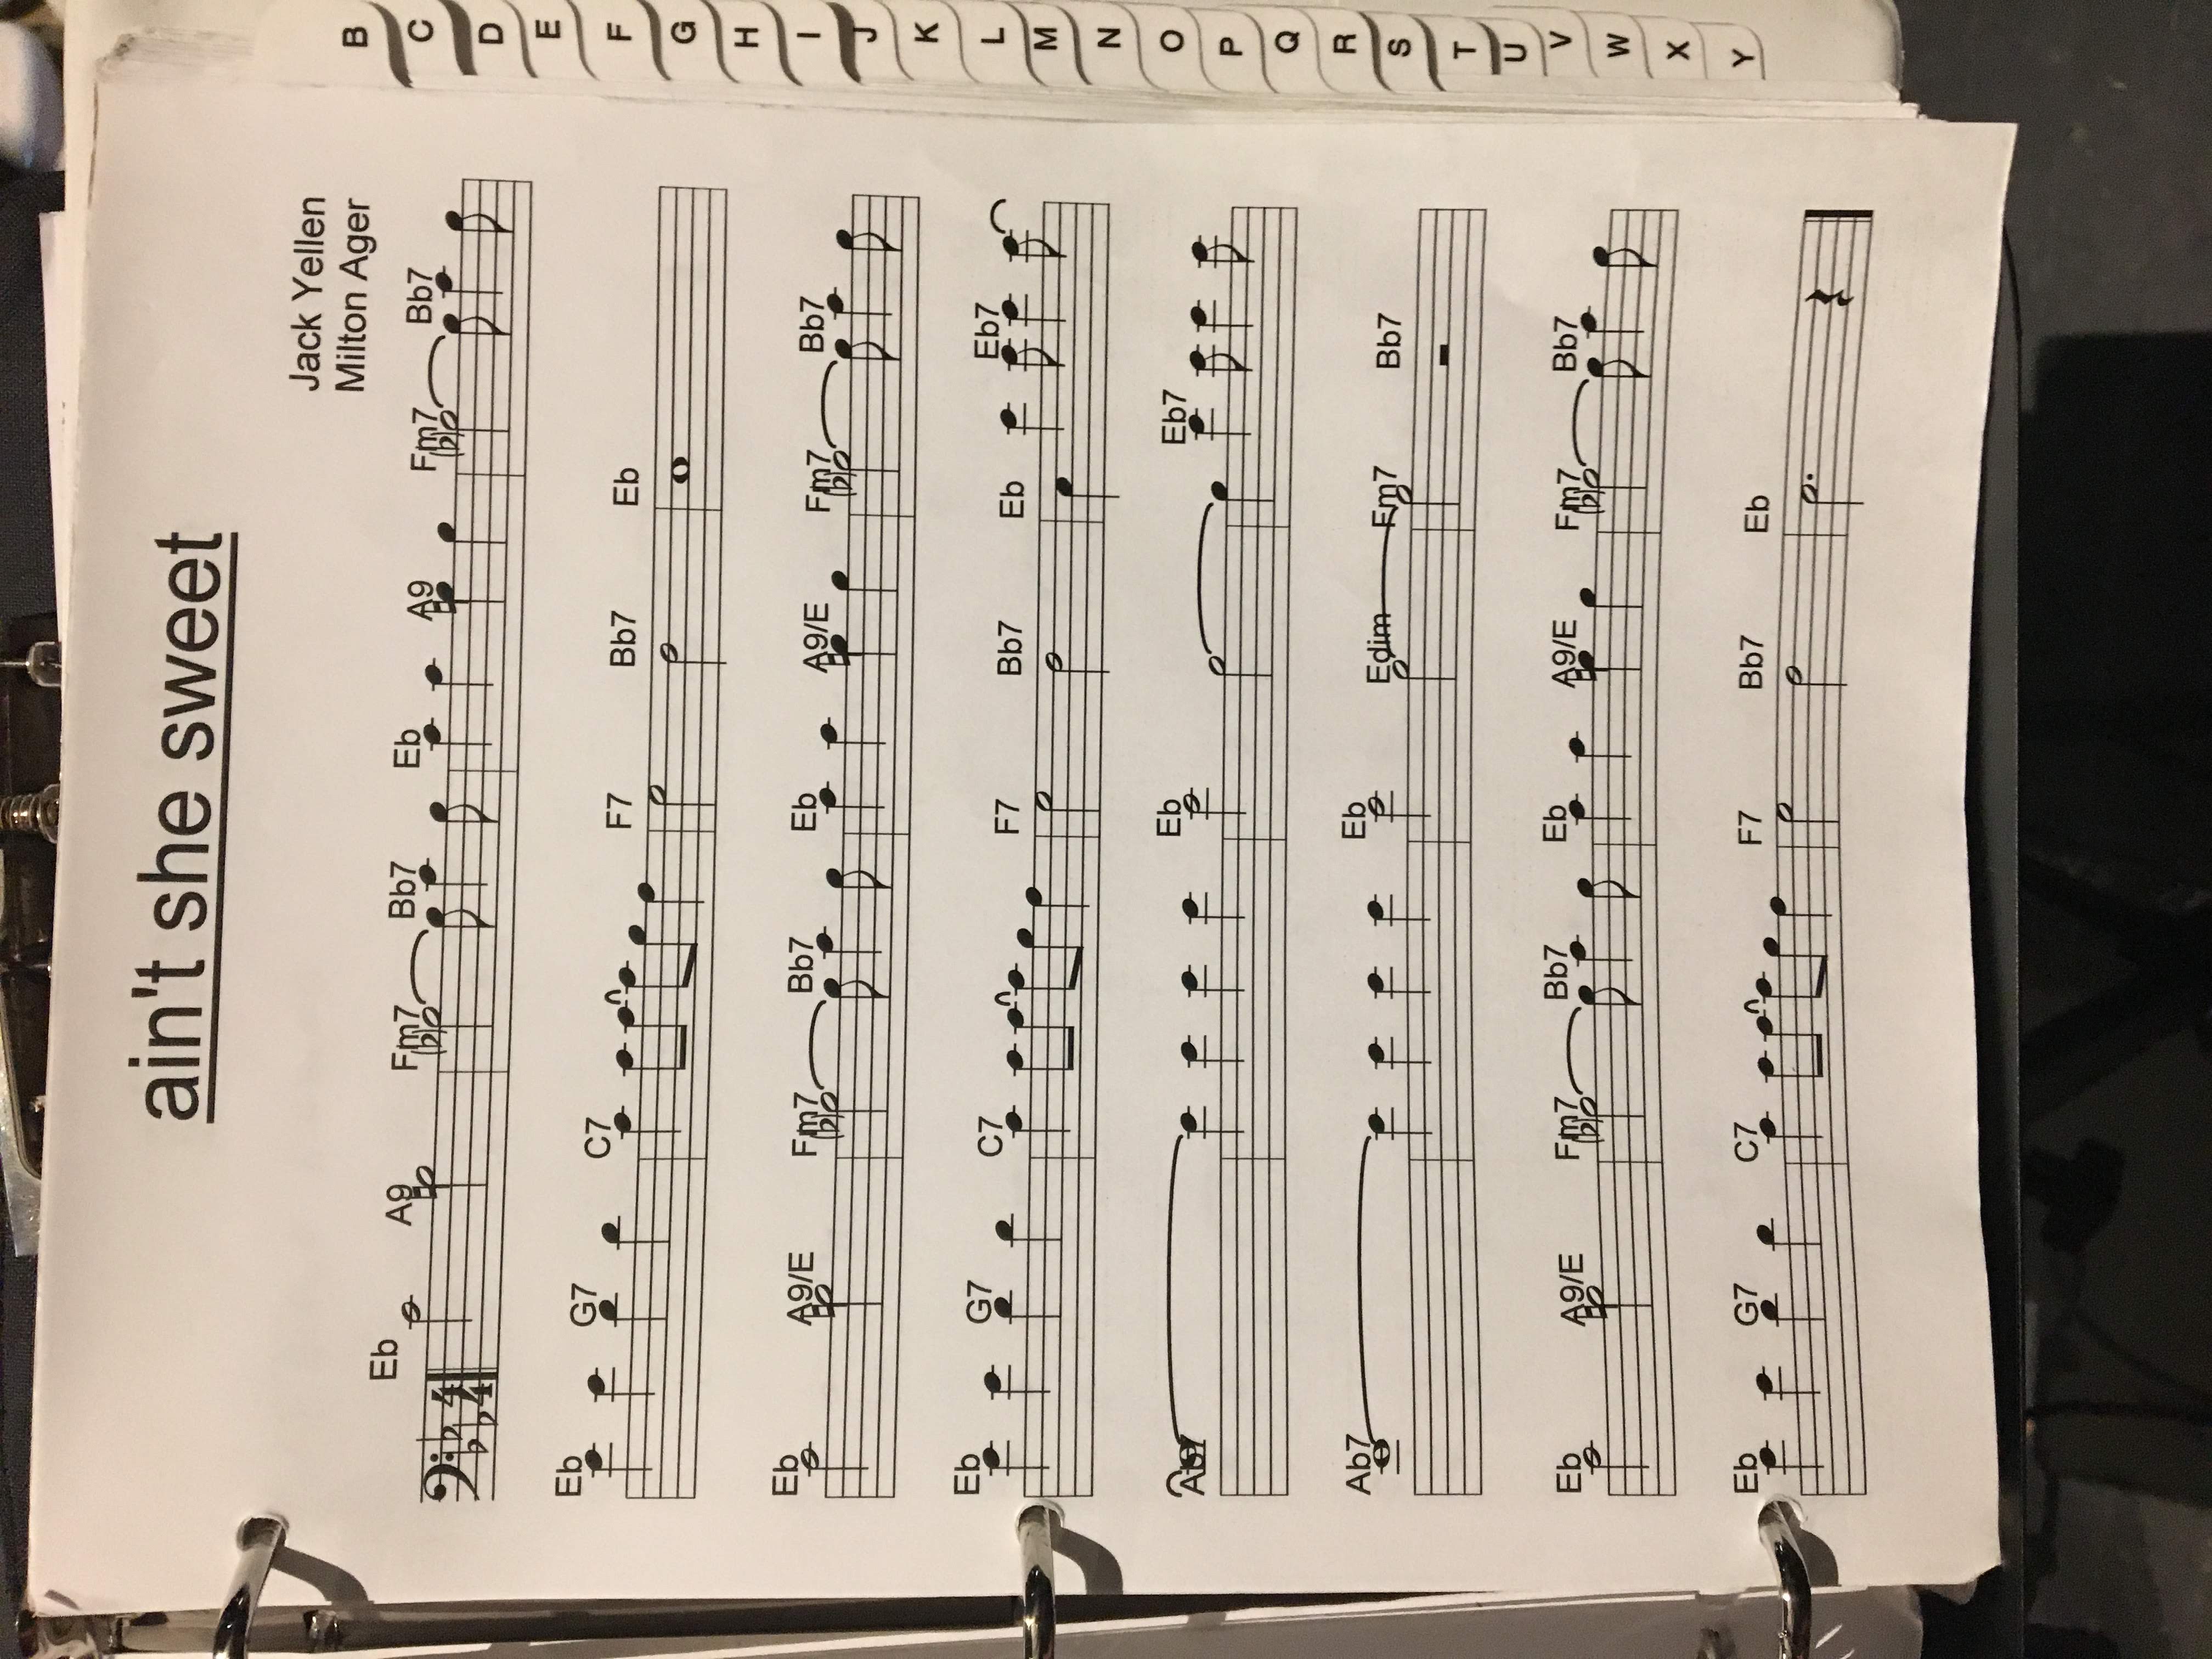 ain't she sweet
Jack Yellen
Milton Ager
Eb A9 Fm7 Bb7 Eb A9 Fm7 Bb7
4
4
Eb G7 C7 F7 Bb7 Eb
Eb A9/E Fm7 Bb7 Eb A9/E Fm7 Bb7
Eb G7 C7 F7 Bb7 Eb Eb7
Ab7 Eb Eb7
Ab7 Eb Edim Fm7 Bb7
Eb A9/E Fm7 Bb7 Eb A9/E Fm7 Bb7
Eb G7 C7 F7 Bb7 Eb
B
C
D
E
F
G
H
I
J
K
L
M
N
O
P
Q
R
S
T
U
V
W
X
Y